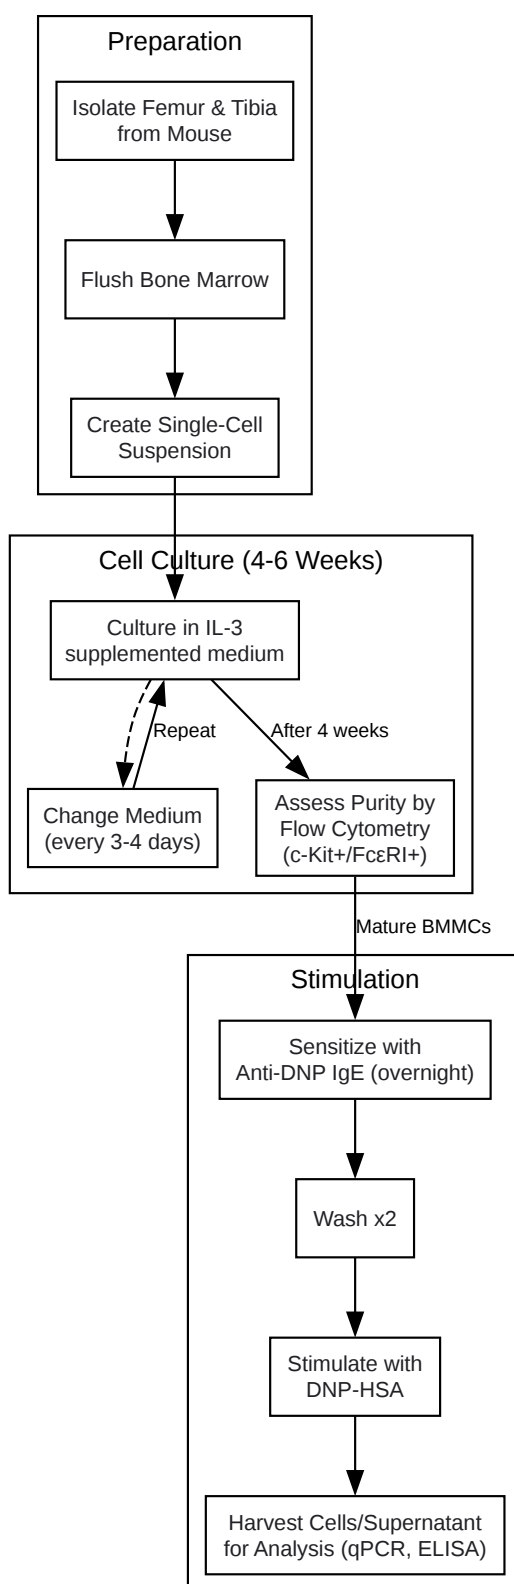 Preparation
Isolate Femur & Tibia
from Mouse
Flush Bone Marrow
Create Single-Cell
Suspension
Cell Culture (4-6 Weeks)
Culture in IL-3
supplemented medium
Repeat
After 4 weeks
Change Medium
(every 3-4 days)
Assess Purity by
Flow Cytometry
(c-Kit+/FcεRI+)
Mature BMMCs
Stimulation
Sensitize with
Anti-DNP IgE (overnight)
Wash x2
Stimulate with
DNP-HSA
Harvest Cells/Supernatant
for Analysis (qPCR, ELISA)